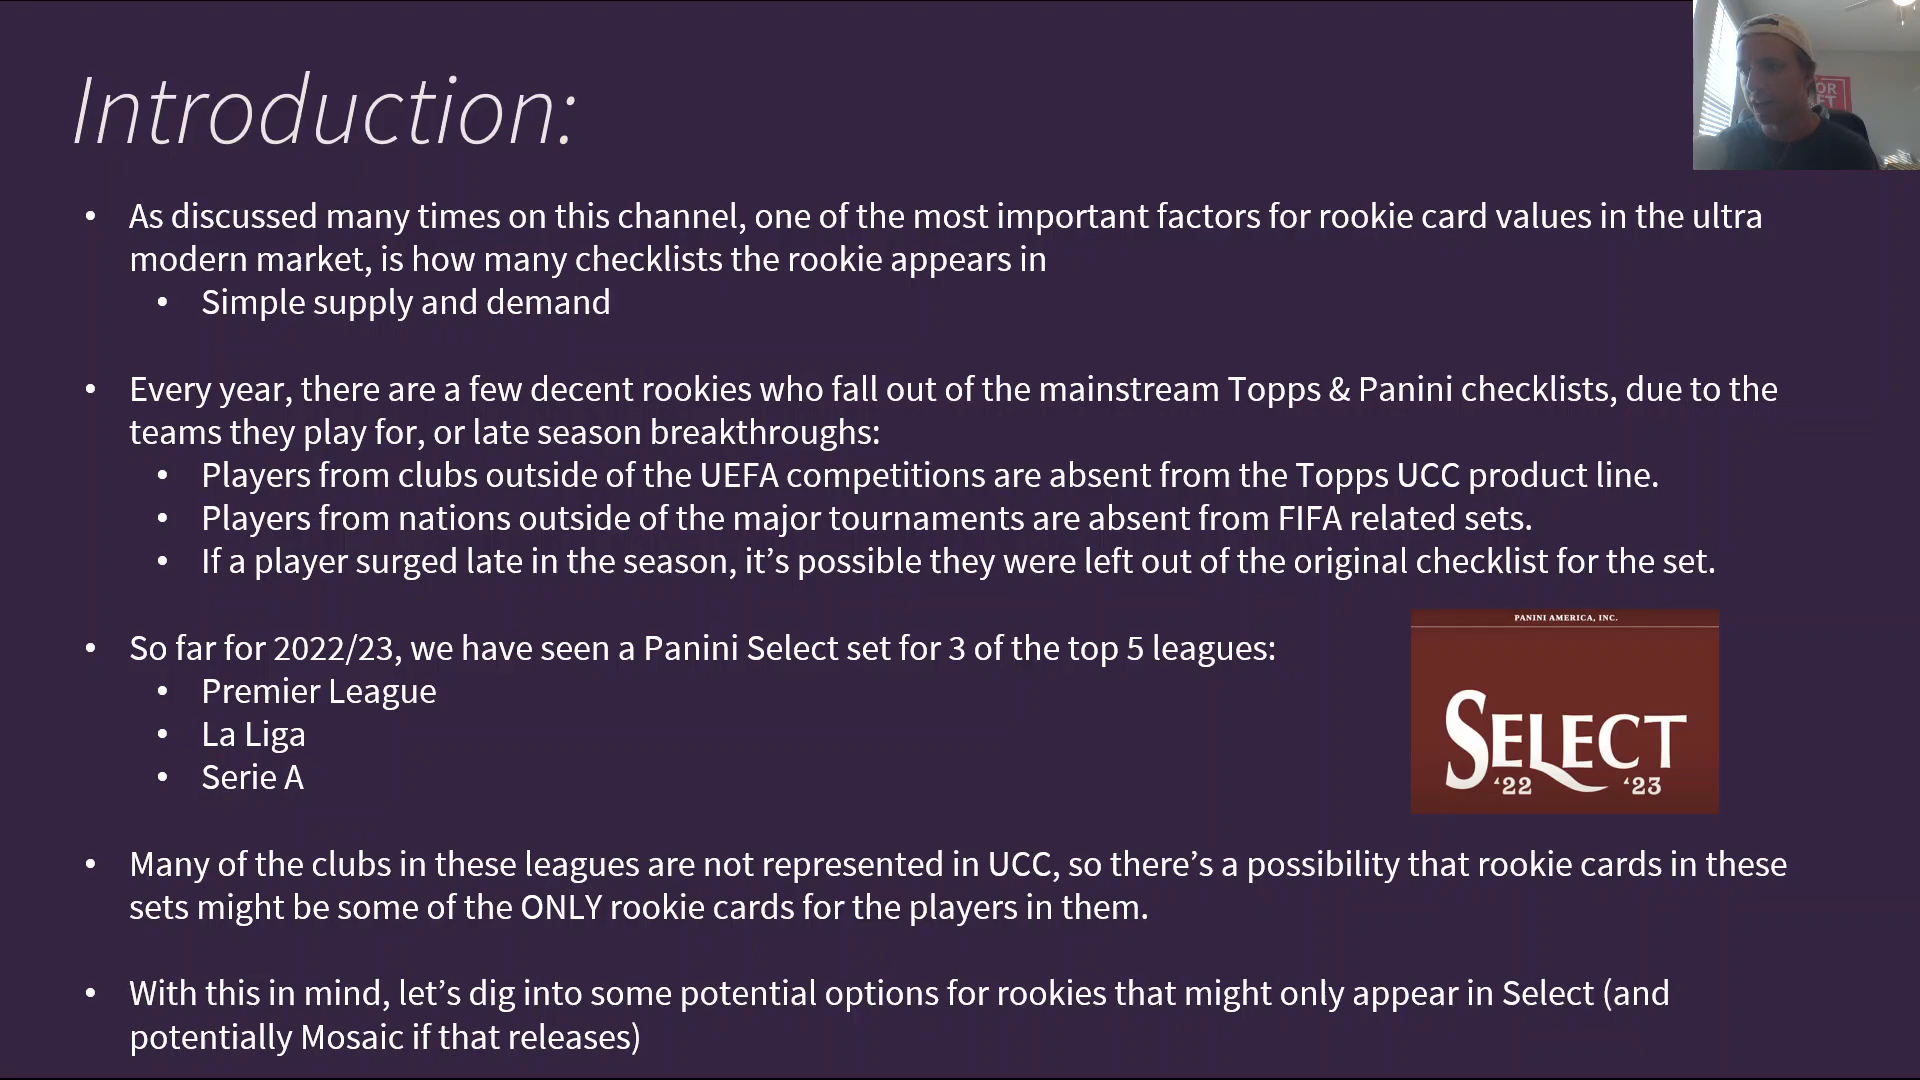 Introduction:
• As discussed many times on this channel, one of the most important factors for rookie card values in the ultra
modern market, is how many checklists the rookie appears in
• Simple supply and demand
• Every year, there are a few decent rookies who fall out of the mainstream Topps & Panini checklists, due to the
teams they play for, or late season breakthroughs:
• Players from clubs outside of the UEFA competitions are absent from the Topps UCC product line.
• Players from nations outside of the major tournaments are absent from FIFA related sets.
• If a player surged late in the season, it’s possible they were left out of the original checklist for the set.
• So far for 2022/23, we have seen a Panini Select set for 3 of the top 5 leagues:
• Premier League
• La Liga
• Serie A
PANINI AMERICA, INC.
SELECT
‘22 ‘23
• Many of the clubs in these leagues are not represented in UCC, so there’s a possibility that rookie cards in these
sets might be some of the ONLY rookie cards for the players in them.
• With this in mind, let’s dig into some potential options for rookies that might only appear in Select (and
potentially Mosaic if that releases)